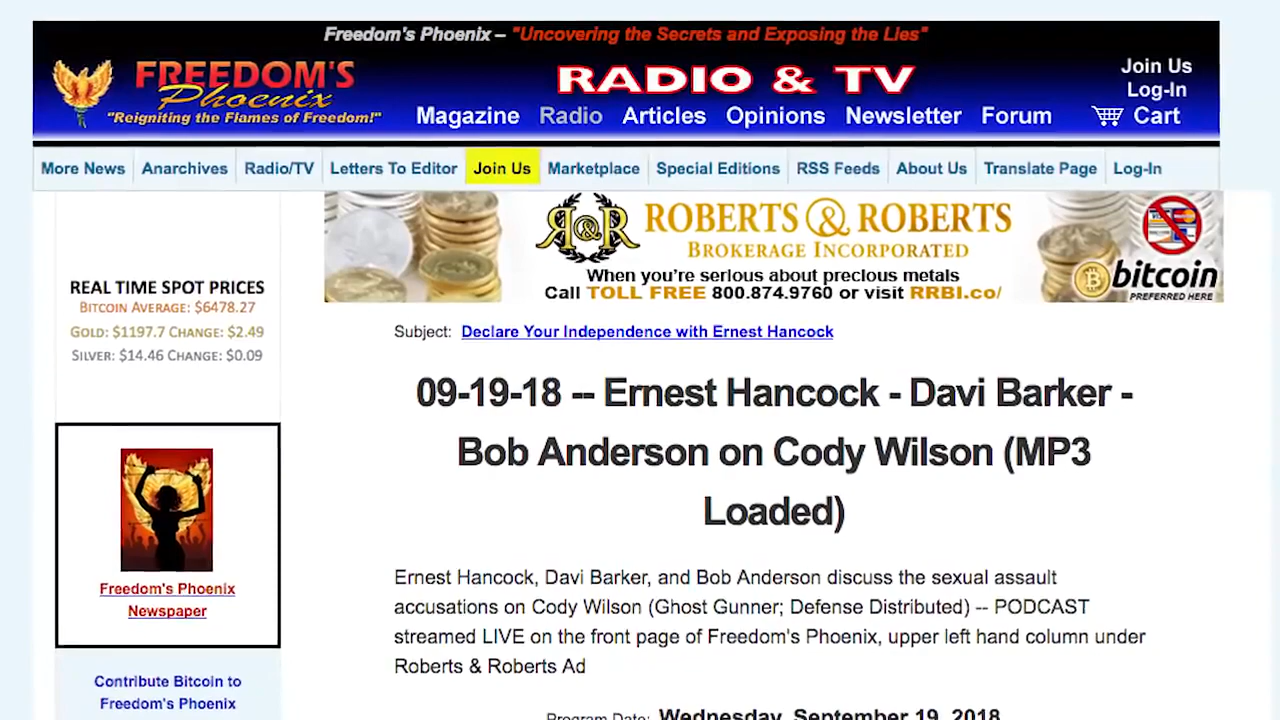 Freedom's Phoenix – "Uncovering the Secrets and Exposing the Lies"
FREEDOM'S
Phoenix
"Reigniting the Flames of Freedom!"
RADIO & TV
Join Us
Log-In
Magazine Radio Articles Opinions Newsletter Forum Cart
More News Anarchives Radio/TV Letters To Editor Join Us Marketplace Special Editions RSS Feeds About Us Translate Page Log-In
R&R
ROBERTS & ROBERTS
BROKERAGE INCORPORATED
When you're serious about precious metals
Call TOLL FREE 800.874.9760 or visit RRBI.co/
bitcoin
PREFERRED HERE
REAL TIME SPOT PRICES
BITCOIN AVERAGE: $6478.27
GOLD: $1197.7 CHANGE: $2.49
SILVER: $14.46 CHANGE: $0.09
Freedom's Phoenix
Newspaper
Contribute Bitcoin to
Freedom's Phoenix
Subject: Declare Your Independence with Ernest Hancock
09-19-18 -- Ernest Hancock - Davi Barker -
Bob Anderson on Cody Wilson (MP3
Loaded)
Ernest Hancock, Davi Barker, and Bob Anderson discuss the sexual assault
accusations on Cody Wilson (Ghost Gunner; Defense Distributed) -- PODCAST
streamed LIVE on the front page of Freedom's Phoenix, upper left hand column under
Roberts & Roberts Ad
Program Date: Wednesday, September 19, 2018